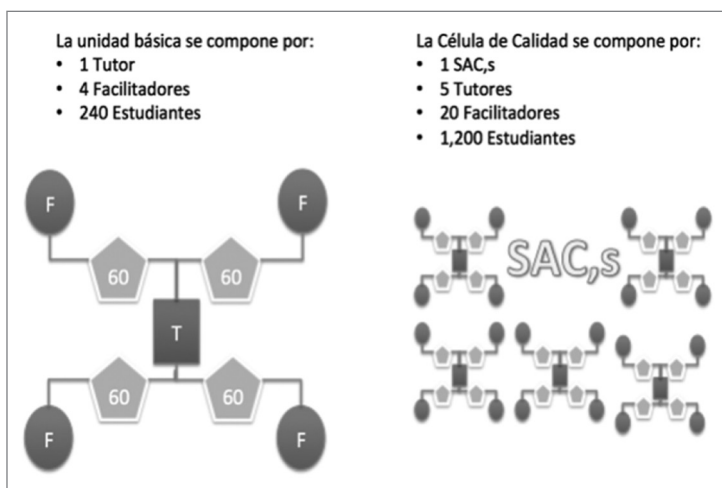 La unidad básica se compone por:
• 1 Tutor
• 4 Facilitadores
• 240 Estudiantes
La Célula de Calidad se compone por:
• 1 SAC,s
• 5 Tutores
• 20 Facilitadores
• 1,200 Estudiantes
F
F
60
60
T
60
60
F
F
SAC,s